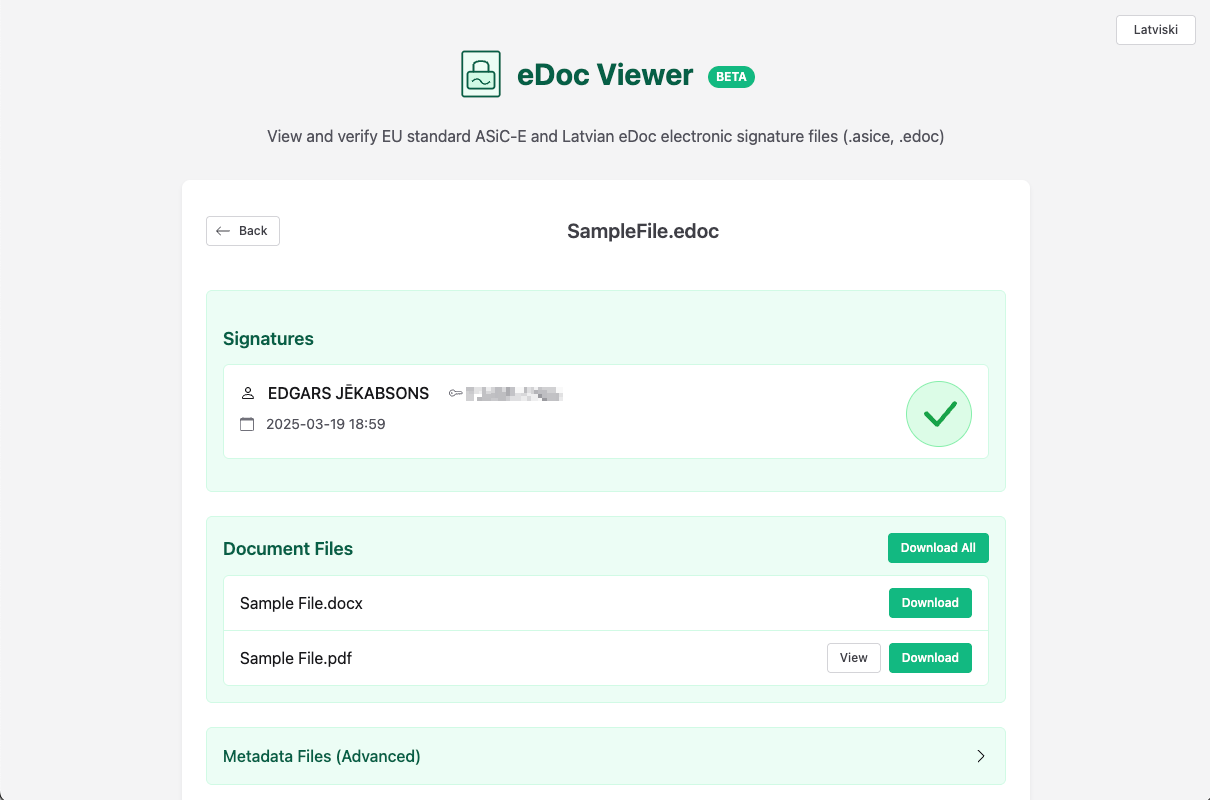 Latviski
eDoc Viewer BETA
View and verify EU standard ASiC-E and Latvian eDoc electronic signature files (.asice, .edoc)
Back
SampleFile.edoc
Signatures
EDGARS JĒKABSONS
2025-03-19 18:59
Document Files
Download All
Sample File.docx
Download
Sample File.pdf
View
Download
Metadata Files (Advanced)